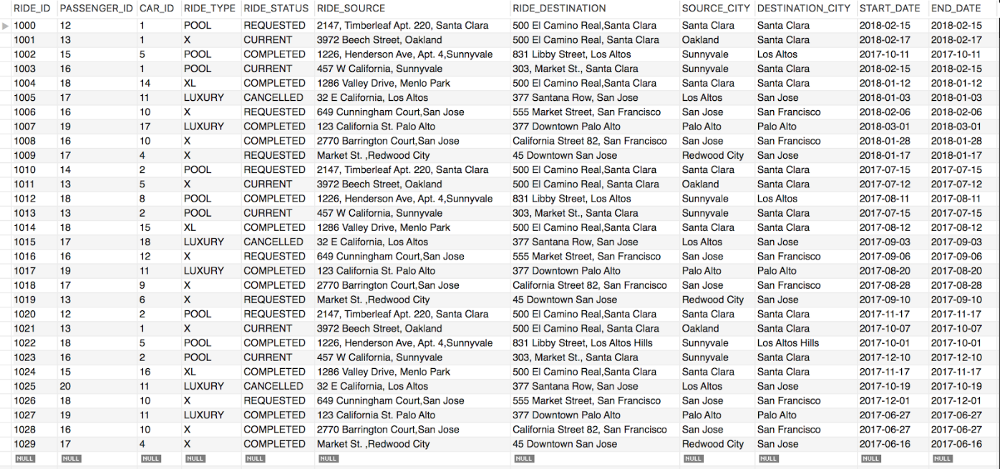 RIDE_ID PASSENGER_ID CAR_ID RIDE_TYPE RIDE_STATUS RIDE_SOURCE RIDE_DESTINATION SOURCE_CITY DESTINATION_CITY START_DATE END_DATE
1000 12 1 POOL REQUESTED 2147, Timberleaf Apt. 220, Santa Clara 500 El Camino Real,Santa Clara Santa Clara Santa Clara 2018-02-15 2018-02-15
1001 13 1 X CURRENT 3972 Beech Street, Oakland 500 El Camino Real, Santa Clara Oakland Santa Clara 2018-02-17 2018-02-17
1002 15 5 POOL COMPLETED 1226, Henderson Ave, Apt. 4,Sunnyvale 831 Libby Street, Los Altos Sunnyvale Los Altos 2017-10-11 2017-10-11
1003 16 1 POOL CURRENT 457 W California, Sunnyvale 303, Market St., Santa Clara Sunnyvale Santa Clara 2018-02-15 2018-02-15
1004 18 14 XL COMPLETED 1286 Valley Drive, Menlo Park 500 El Camino Real,Santa Clara Santa Clara Santa Clara 2018-01-12 2018-01-12
1005 17 11 LUXURY CANCELLED 32 E California, Los Altos 377 Santana Row, San Jose Los Altos San Jose 2018-01-03 2018-01-03
1006 16 10 X REQUESTED 649 Cunningham Court,San Jose 555 Market Street, San Francisco San Jose San Francisco 2018-02-06 2018-02-06
1007 19 17 LUXURY COMPLETED 123 California St. Palo Alto 377 Downtown Palo Alto Palo Alto Palo Alto 2018-03-01 2018-03-01
1008 16 10 X COMPLETED 2770 Barrington Court,San Jose California Street 82, San Francisco San Jose San Francisco 2018-01-28 2018-01-28
1009 17 4 X REQUESTED Market St. ,Redwood City 45 Downtown San Jose Redwood City San Jose 2018-01-17 2018-01-17
1010 14 2 POOL REQUESTED 2147, Timberleaf Apt. 220, Santa Clara 500 El Camino Real,Santa Clara Santa Clara Santa Clara 2017-07-15 2017-07-15
1011 13 5 X CURRENT 3972 Beech Street, Oakland 500 El Camino Real, Santa Clara Oakland Santa Clara 2017-07-12 2017-07-12
1012 18 8 POOL COMPLETED 1226, Henderson Ave, Apt. 4,Sunnyvale 831 Libby Street, Los Altos Sunnyvale Los Altos 2017-08-11 2017-08-11
1013 13 2 POOL CURRENT 457 W California, Sunnyvale 303, Market St., Santa Clara Sunnyvale Santa Clara 2017-07-15 2017-07-15
1014 18 15 XL COMPLETED 1286 Valley Drive, Menlo Park 500 El Camino Real,Santa Clara Santa Clara Santa Clara 2017-08-12 2017-08-12
1015 17 18 LUXURY CANCELLED 32 E California, Los Altos 377 Santana Row, San Jose Los Altos San Jose 2017-09-03 2017-09-03
1016 16 12 X REQUESTED 649 Cunningham Court,San Jose 555 Market Street, San Francisco San Jose San Francisco 2017-09-06 2017-09-06
1017 19 11 LUXURY COMPLETED 123 California St. Palo Alto 377 Downtown Palo Alto Palo Alto Palo Alto 2017-08-20 2017-08-20
1018 17 9 X COMPLETED 2770 Barrington Court,San Jose California Street 82, San Francisco San Jose San Francisco 2017-08-28 2017-08-28
1019 13 6 X REQUESTED Market St. ,Redwood City 45 Downtown San Jose Redwood City San Jose 2017-09-10 2017-09-10
1020 12 2 POOL REQUESTED 2147, Timberleaf Apt. 220, Santa Clara 500 El Camino Real,Santa Clara Santa Clara Santa Clara 2017-11-17 2017-11-17
1021 13 1 X CURRENT 3972 Beech Street, Oakland 500 El Camino Real, Santa Clara Oakland Santa Clara 2017-10-07 2017-10-07
1022 18 5 POOL COMPLETED 1226, Henderson Ave, Apt. 4,Sunnyvale 831 Libby Street, Los Altos Hills Sunnyvale Los Altos Hills 2017-10-01 2017-10-01
1023 16 2 POOL CURRENT 457 W California, Sunnyvale 303, Market St., Santa Clara Sunnyvale Santa Clara 2017-12-10 2017-12-10
1024 15 16 XL COMPLETED 1286 Valley Drive, Menlo Park 500 El Camino Real,Santa Clara Santa Clara Santa Clara 2017-11-17 2017-11-17
1025 20 11 LUXURY CANCELLED 32 E California, Los Altos 377 Santana Row, San Jose Los Altos San Jose 2017-10-19 2017-10-19
1026 18 10 X REQUESTED 649 Cunningham Court,San Jose 555 Market Street, San Francisco San Jose San Francisco 2017-12-01 2017-12-01
1027 19 11 LUXURY COMPLETED 123 California St. Palo Alto 377 Downtown Palo Alto Palo Alto Palo Alto 2017-06-27 2017-06-27
1028 16 10 X COMPLETED 2770 Barrington Court,San Jose California Street 82, San Francisco San Jose San Francisco 2017-06-27 2017-06-27
1029 17 4 X COMPLETED Market St. ,Redwood City 45 Downtown San Jose Redwood City San Jose 2017-06-16 2017-06-16
NULL NULL NULL NULL NULL NULL NULL NULL NULL NULL NULL